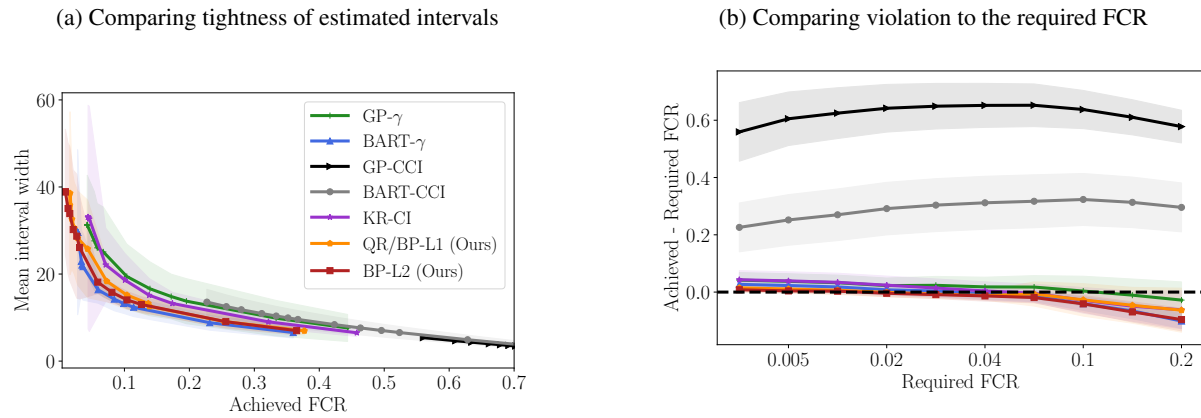 (a) Comparing tightness of estimated intervals
60
40
20
0
Mean interval width
GP-γ
BART-γ
GP-CCI
BART-CCI
KR-CI
QR/BP-L1 (Ours)
BP-L2 (Ours)
0.1 0.2 0.3 0.4 0.5 0.6 0.7
Achieved FCR
(b) Comparing violation to the required FCR
0.6
0.4
0.2
0.0
Achieved - Required FCR
0.005 0.02 0.04 0.1 0.2
Required FCR